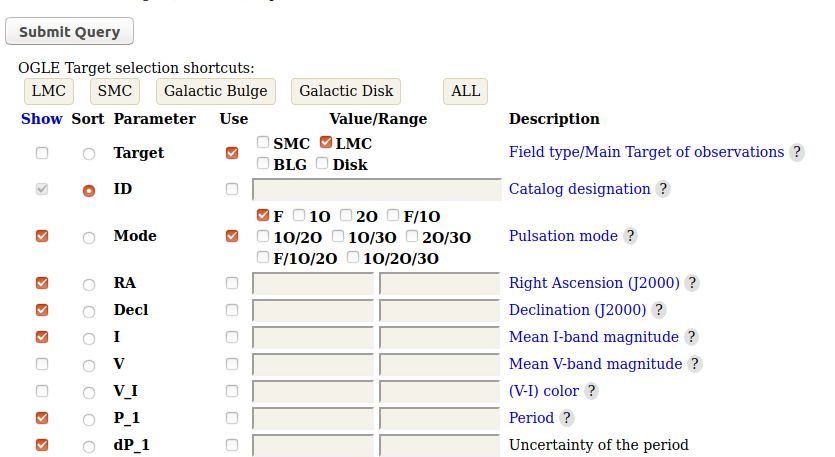 Submit Query
OGLE Target selection shortcuts:
LMC SMC Galactic Bulge Galactic Disk ALL
Show Sort Parameter Use Value/Range Description
Target SMC LMC Field type/Main Target of observations ?
BLG Disk
ID Catalog designation ?
F 1O 2O F/1O
Mode 1O/2O 1O/3O 2O/3O Pulsation mode ?
F/1O/2O 1O/2O/3O
RA Right Ascension (J2000) ?
Decl Declination (J2000) ?
I Mean I-band magnitude ?
V Mean V-band magnitude ?
V_I (V-I) color ?
P_1 Period ?
dP_1 Uncertainty of the period